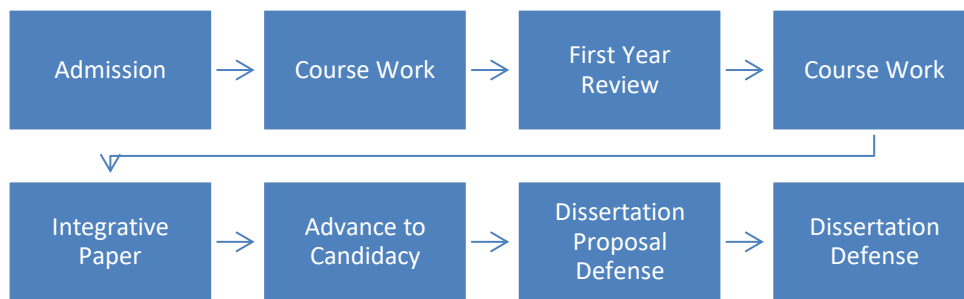 Admission
Course Work
First Year
Review
Course Work
Integrative
Paper
Advance to
Candidacy
Dissertation
Proposal
Defense
Dissertation
Defense